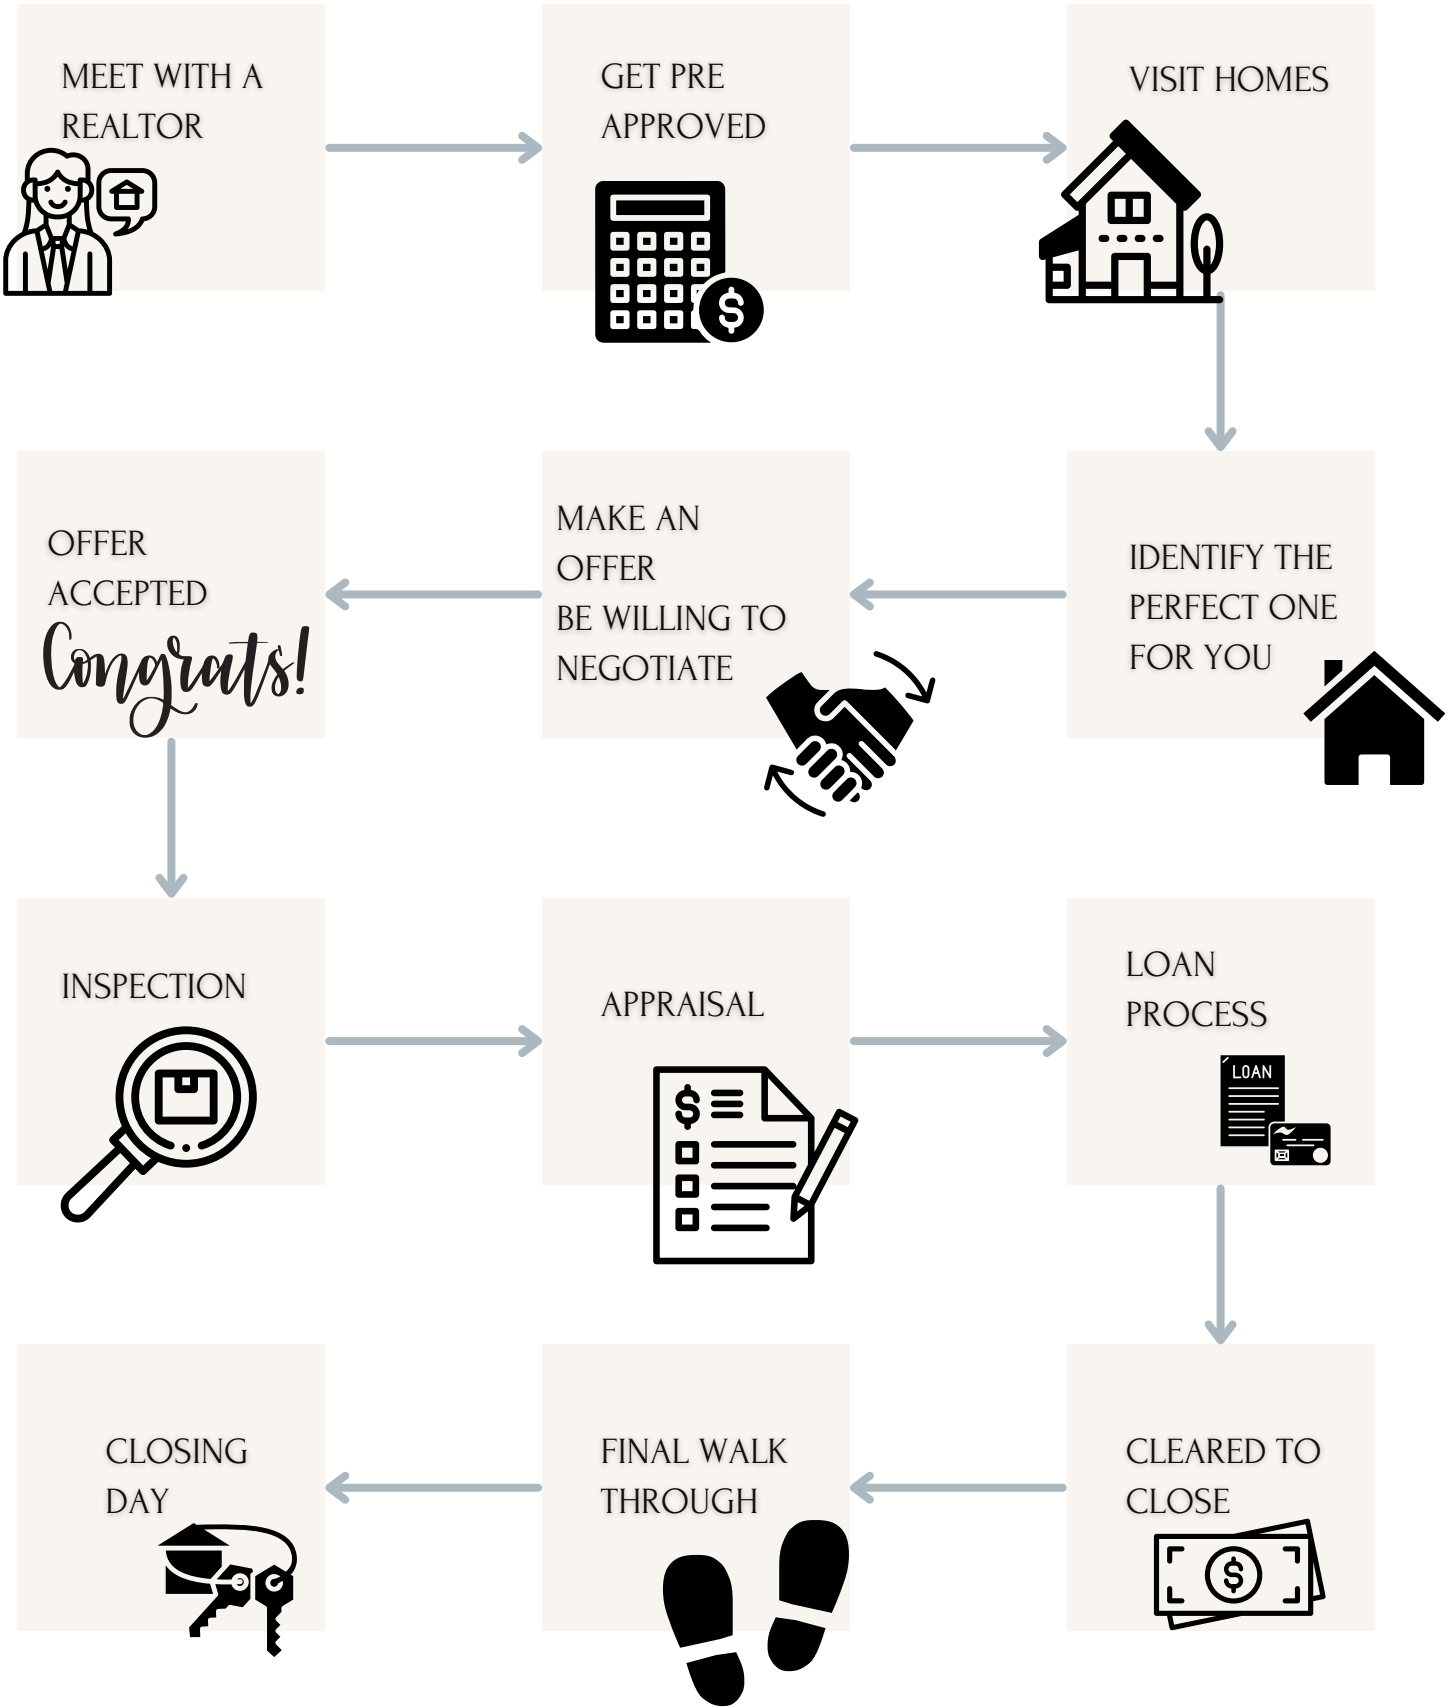 MEET WITH A
REALTOR
GET PRE
APPROVED
$
VISIT HOMES
IDENTIFY THE
PERFECT ONE
FOR YOU
MAKE AN
OFFER
BE WILLING TO
NEGOTIATE
OFFER
ACCEPTED
Congrats!
INSPECTION
APPRAISAL
$
LOAN
PROCESS
LOAN
CLEARED TO
CLOSE
$
FINAL WALK
THROUGH
CLOSING
DAY